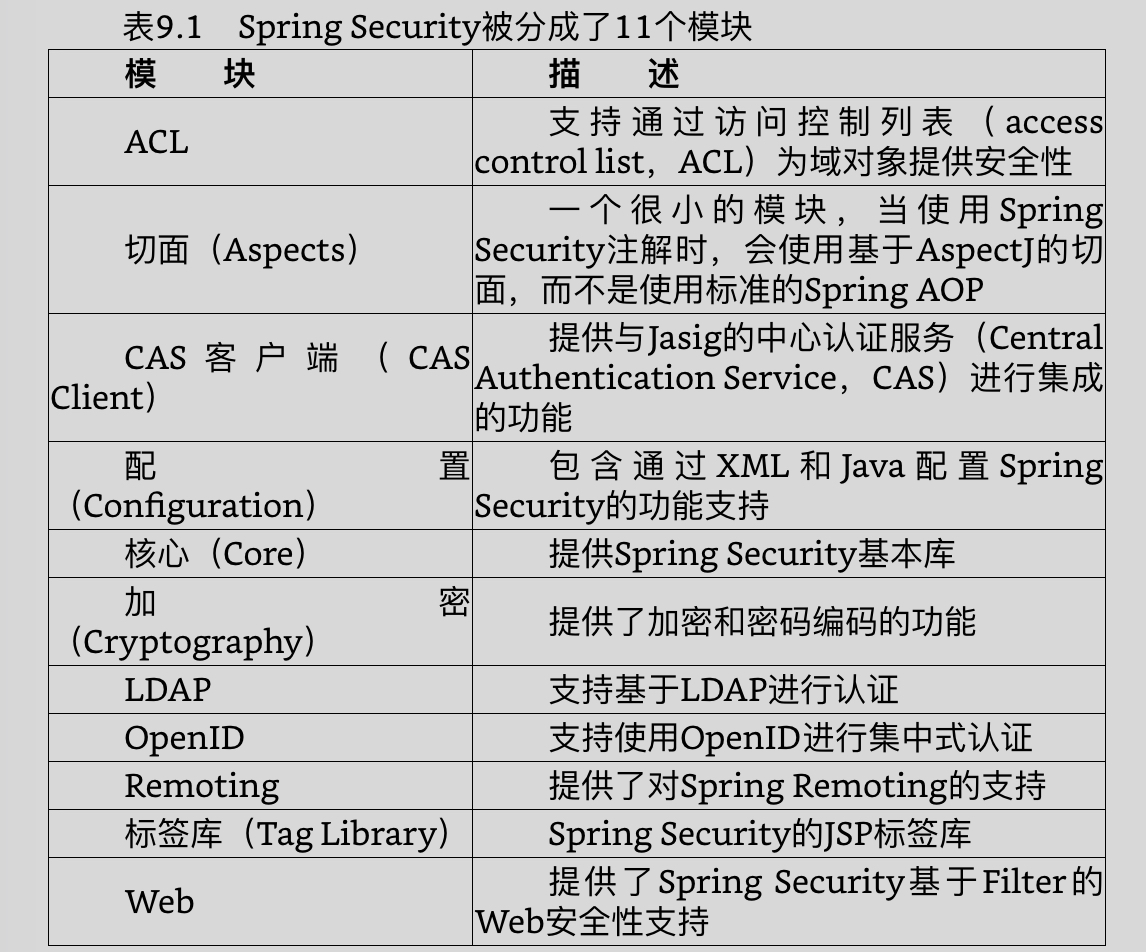 表9.1 Spring Security被分成了11个模块
模 块
描 述
ACL
支持通过访问控制列表（access
control list，ACL）为域对象提供安全性
切面（Aspects）
一个很小的模块，当使用Spring
Security注解时，会使用基于AspectJ的切
面，而不是使用标准的Spring AOP
CAS客户端（CAS
Client）
提供与Jasig的中心认证服务（Central
Authentication Service，CAS）进行集成
的功能
配置
（Configuration）
包含通过XML和Java配置Spring
Security的功能支持
核心（Core）
提供Spring Security基本库
加密
（Cryptography）
提供了加密和密码编码的功能
LDAP
支持基于LDAP进行认证
OpenID
支持使用OpenID进行集中式认证
Remoting
提供了对Spring Remoting的支持
标签库（Tag Library）
Spring Security的JSP标签库
Web
提供了Spring Security基于Filter的
Web安全性支持